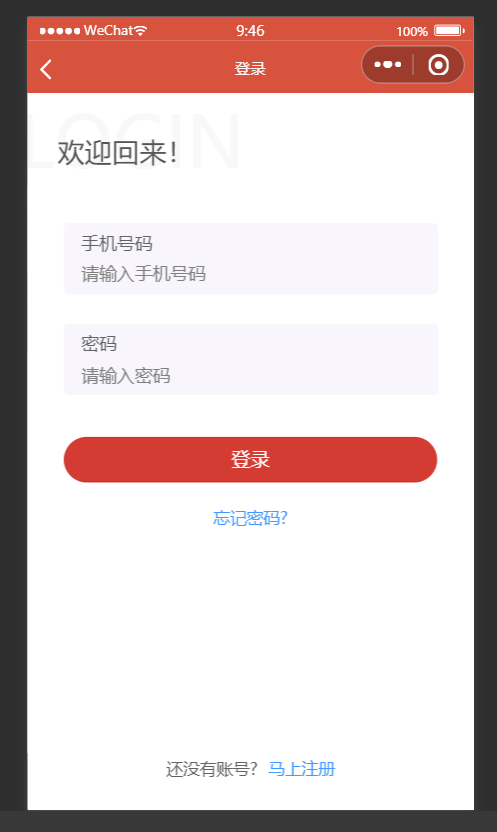 WeChat 9:46 100%
登录
LOGIN
欢迎回来！
手机号码
请输入手机号码
密码
请输入密码
登录
忘记密码?
还没有账号? 马上注册